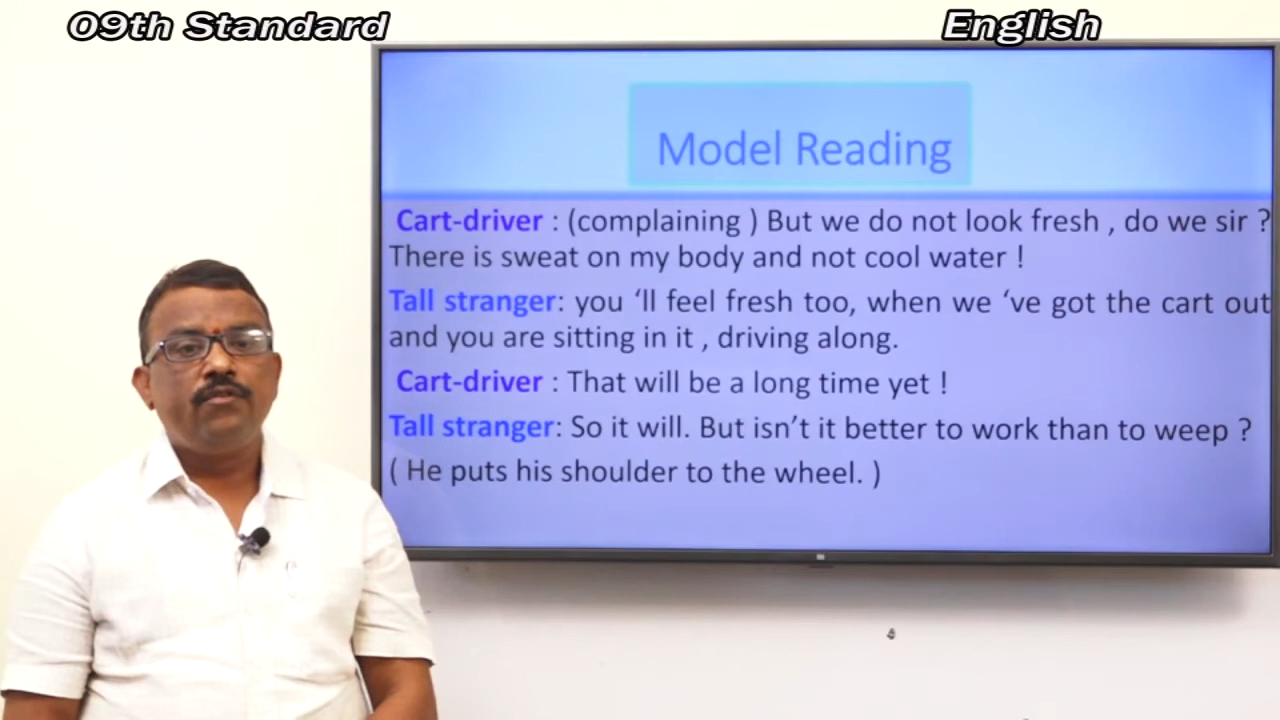 09th Standard
English
Model Reading
Cart-driver : (complaining ) But we do not look fresh , do we sir ?
There is sweat on my body and not cool water !
Tall stranger: you ‘ll feel fresh too, when we ‘ve got the cart out
and you are sitting in it , driving along.
Cart-driver : That will be a long time yet !
Tall stranger: So it will. But isn’t it better to work than to weep ?
( He puts his shoulder to the wheel. )